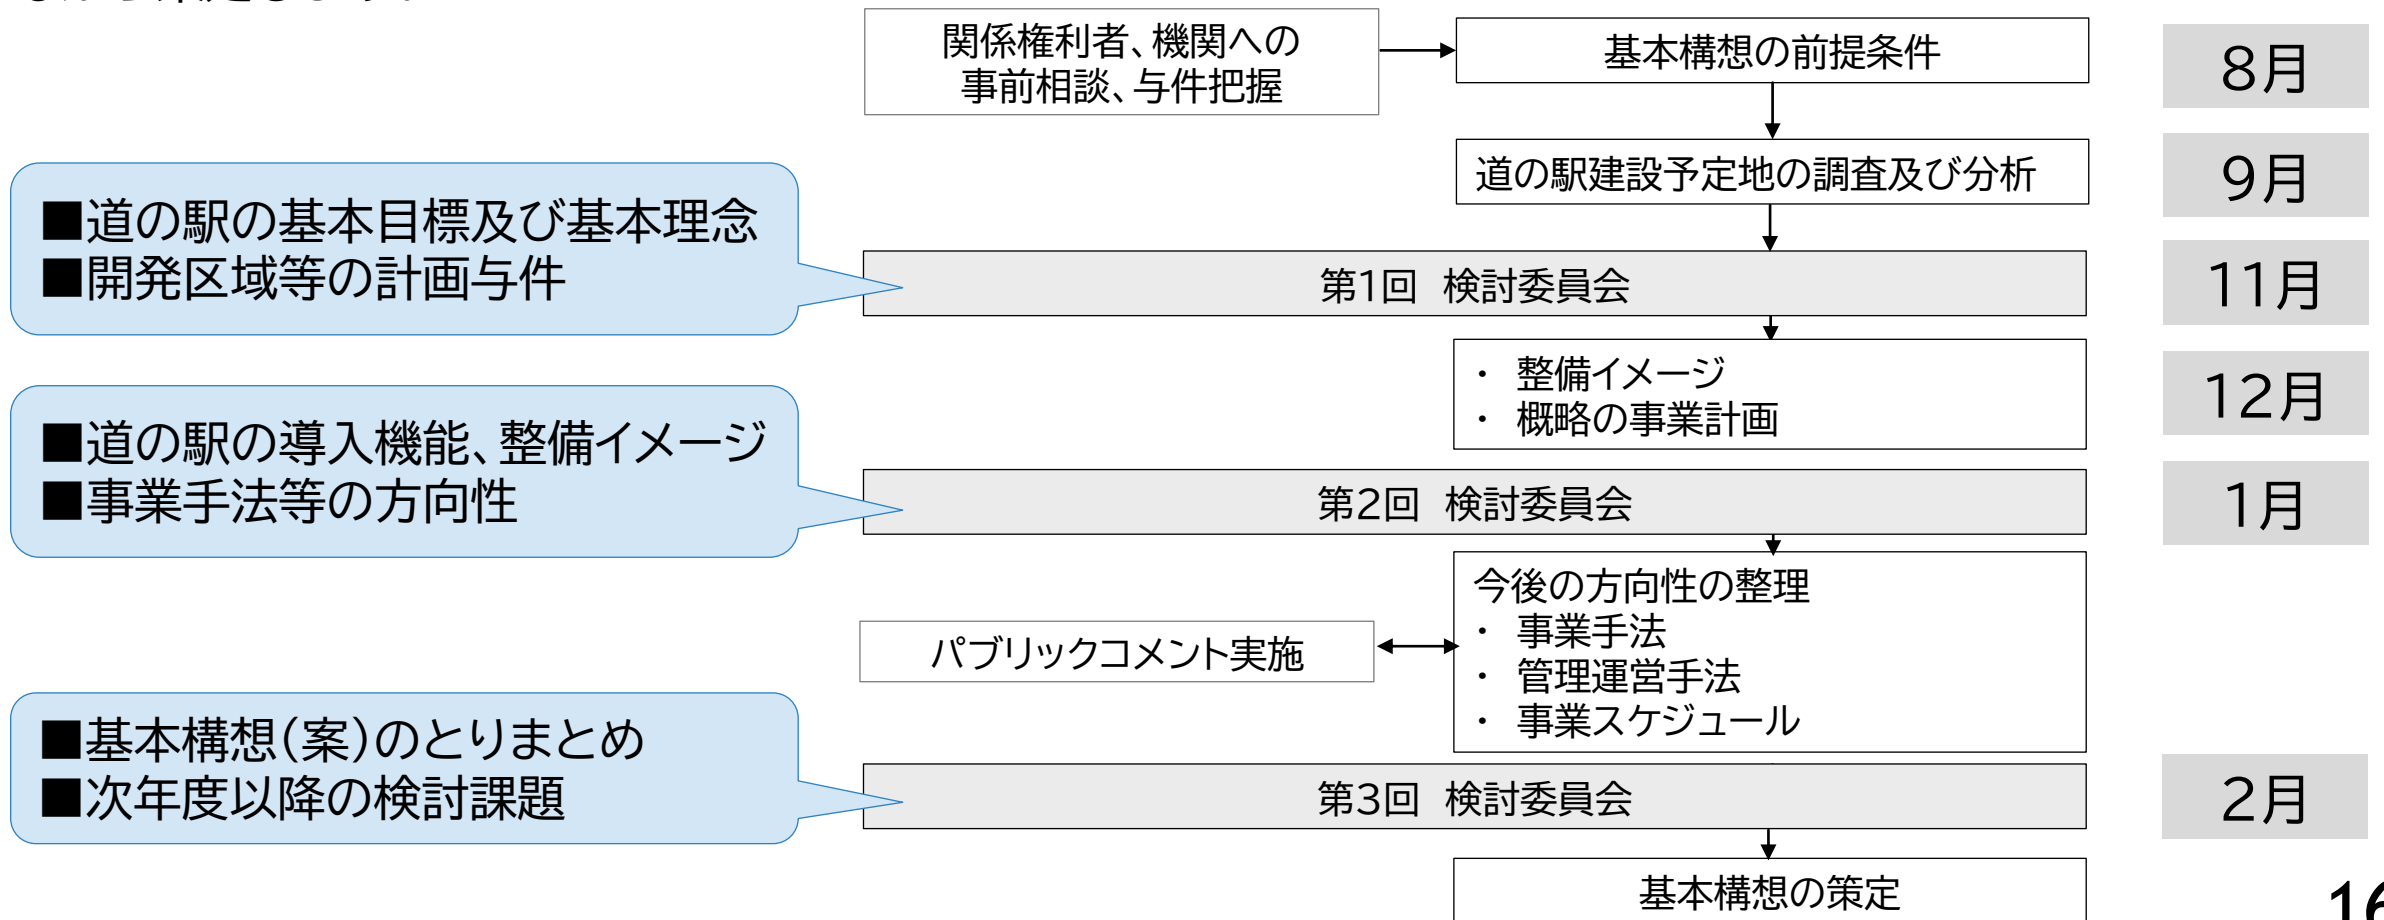 関係権利者、機関への
事前相談、与件把握
基本構想の前提条件
8月
道の駅建設予定地の調査及び分析
9月
■道の駅の基本目標及び基本理念
■開発区域等の計画与件
第1回 検討委員会
11月
・ 整備イメージ
・ 概略の事業計画
12月
■道の駅の導入機能、整備イメージ
■事業手法等の方向性
第2回 検討委員会
1月
今後の方向性の整理
・ 事業手法
・ 管理運営手法
・ 事業スケジュール
パブリックコメント実施
■基本構想(案)のとりまとめ
■次年度以降の検討課題
第3回 検討委員会
2月
基本構想の策定
16